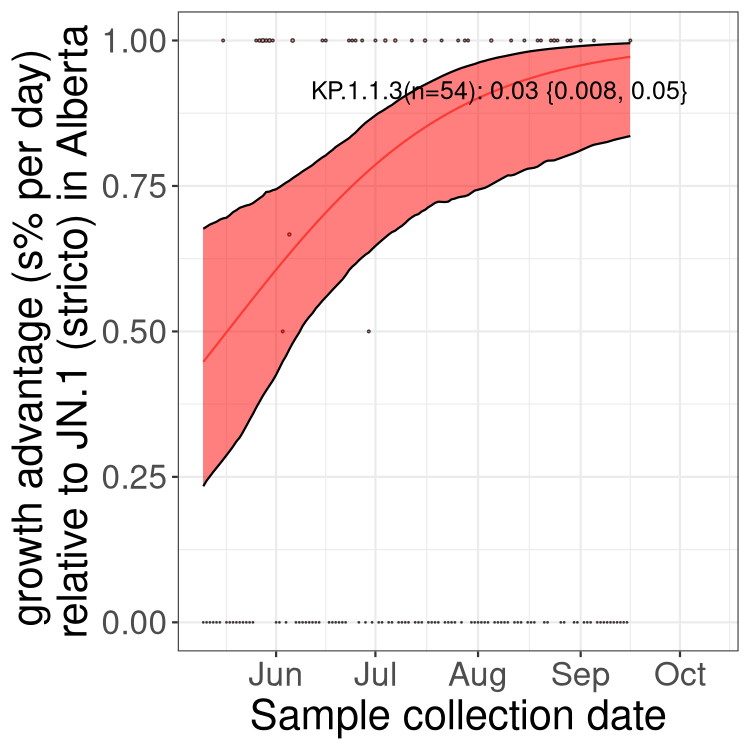 growth advantage (s% per day)
relative to JN.1 (stricto) in Alberta
1.00
0.75
0.50
0.25
0.00
KP.1.1.3(n=54): 0.03 {0.008, 0.05}
Jun Jul Aug Sep Oct
Sample collection date